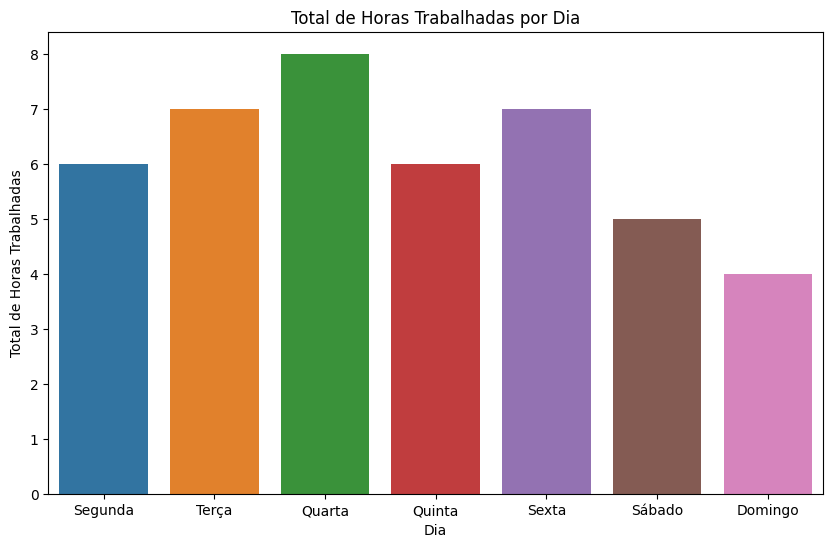 Total de Horas Trabalhadas por Dia
Total de Horas Trabalhadas
8
7
6
5
4
3
2
1
0
Segunda Terça Quarta Quinta Sexta Sábado Domingo
Dia